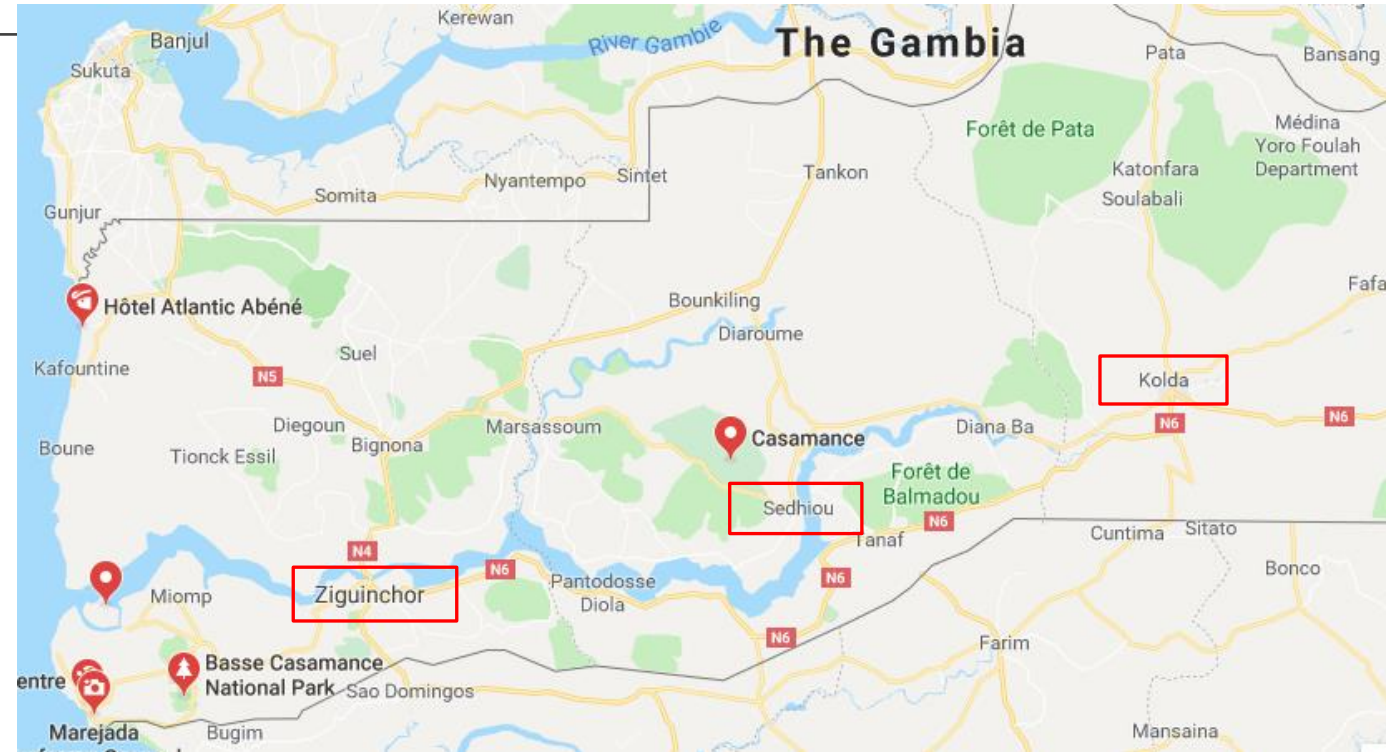 Kerewan
Banjul
River Gambie
The Gambia
Pata
Bansang
Sukuta
Forêt de Pata
Médina
Yoro Foulah
Department
Katonfara
Sintet
Tankon
Nyantempo
Somita
Soulabali
Gunjur
Fafa
Hôtel Atlantic Abéné
Bounkiling
Diaroume
Suel
Kafountine
N5
Kolda
N6
N6
Diegoun
Marsassoum
Casamance
Diana Ba
Boune
Tionck Essil
Bignona
Forêt de
Balmadou
Sedhiou
N6
Tanaf
Cuntima
Sitato
N4
N6
Pantodosse
Diola
N6
Bonco
Miomp
Ziguinchor
N6
Farim
Basse Casamance
National Park
entre
Sao Domingos
Marejada
Bugim
Mansaina